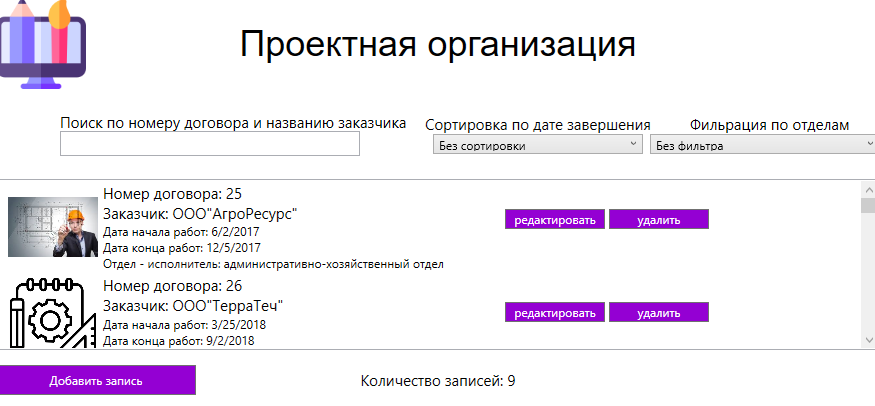 Проектная организация
Поиск по номеру договора и названию заказчика
Сортировка по дате завершения
Фильрация по отделам
Без сортировки
Без фильтра
Номер договора: 25
Заказчик: ООО"АгроРесурс"
Дата начала работ: 6/2/2017
Дата конца работ: 12/5/2017
Отдел - исполнитель: административно-хозяйственный отдел
редактировать
удалить
Номер договора: 26
Заказчик: ООО"ТерраТеч"
Дата начала работ: 3/25/2018
Дата конца работ: 9/2/2018
редактировать
удалить
Добавить запись
Количество записей: 9